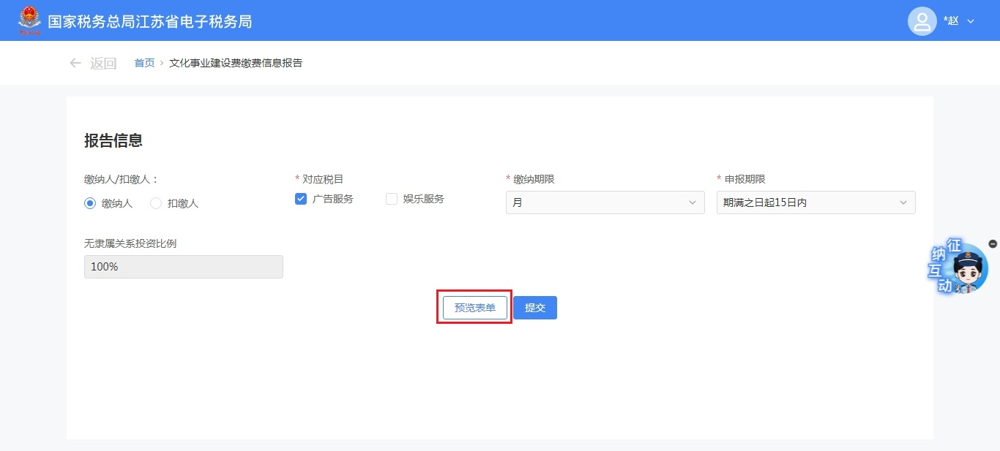 国家税务总局江苏省电子税务局
*赵
返回
首页 > 文化事业建设费缴费信息报告
报告信息
缴纳人/扣缴人：
缴纳人 扣缴人
* 对应税目
广告服务 娱乐服务
* 缴纳期限
月
* 申报期限
期满之日起15日内
无隶属关系投资比例
100%
预览表单 提交
征纳互动